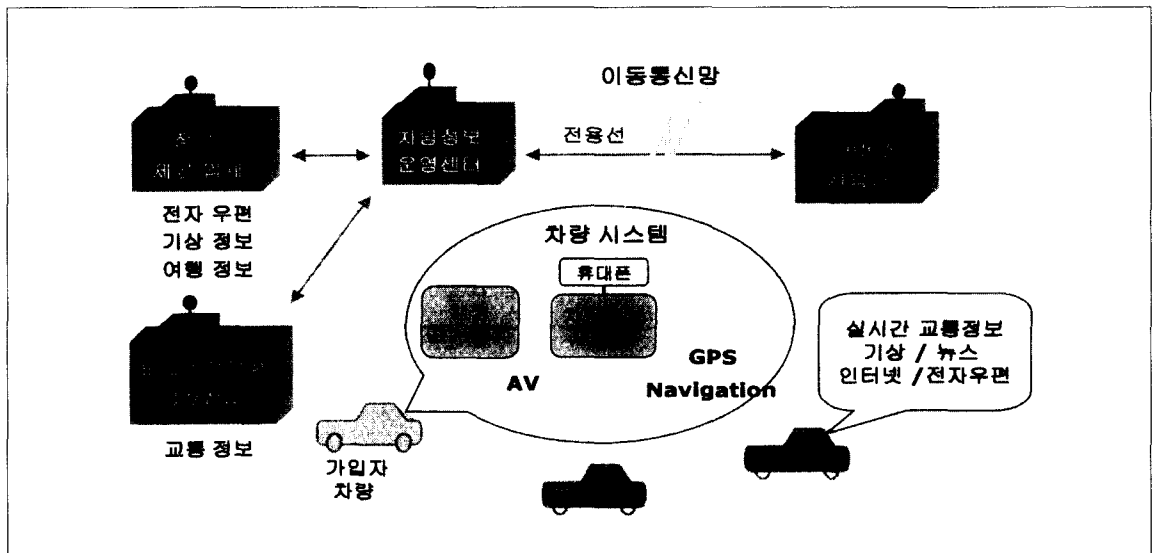 이동통신망
차량정보
운영센터
전용선
전자 우편
기상 정보
여행 정보
차량 시스템
휴대폰
AV
GPS
Navigation
실시간 교통정보
기상 / 뉴스
인터넷 /전자우편
교통 정보
가입자
차량